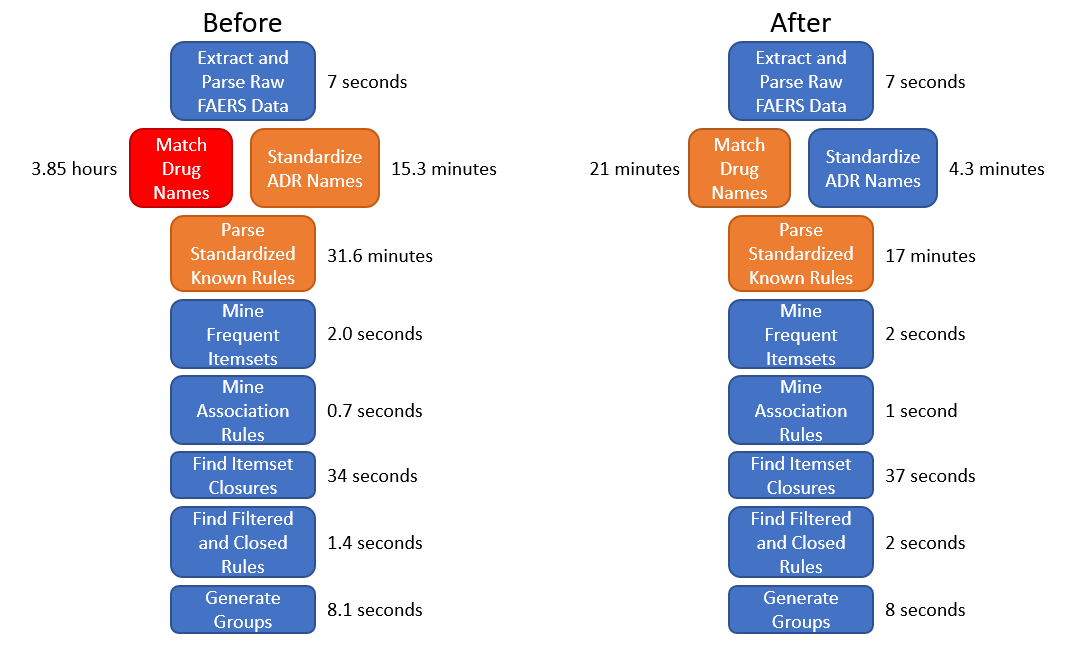 Before
Extract and
Parse Raw
FAERS Data
7 seconds
3.85 hours
Match
Drug
Names
Standardize
ADR Names
15.3 minutes
Parse
Standardized
Known Rules
31.6 minutes
Mine
Frequent
Itemsets
2.0 seconds
Mine
Association
Rules
0.7 seconds
Find Itemset
Closures
34 seconds
Find Filtered
and Closed
Rules
1.4 seconds
Generate
Groups
8.1 seconds
After
Extract and
Parse Raw
FAERS Data
7 seconds
21 minutes
Match
Drug
Names
Standardize
ADR Names
4.3 minutes
Parse
Standardized
Known Rules
17 minutes
Mine
Frequent
Itemsets
2 seconds
Mine
Association
Rules
1 second
Find Itemset
Closures
37 seconds
Find Filtered
and Closed
Rules
2 seconds
Generate
Groups
8 seconds